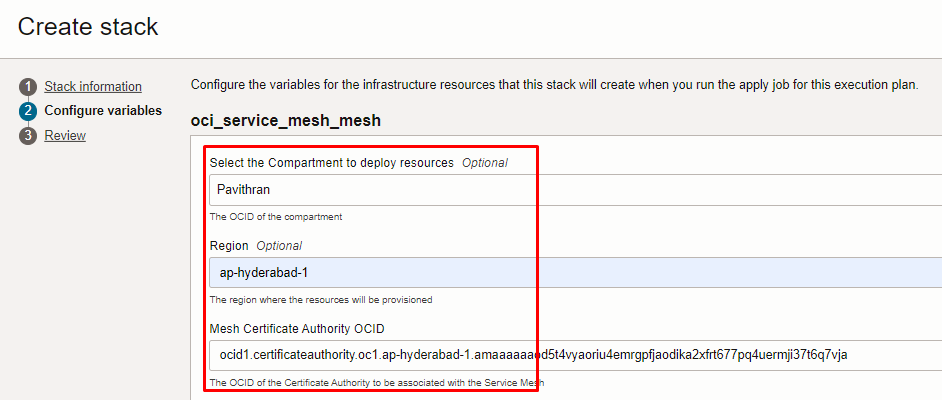 Create stack
1 Stack information
2 Configure variables
3 Review
Configure the variables for the infrastructure resources that this stack will create when you run the apply job for this execution plan.
oci_service_mesh_mesh
Select the Compartment to deploy resources Optional
Pavithran
The OCID of the compartment
Region Optional
ap-hyderabad-1
The region where the resources will be provisioned
Mesh Certificate Authority OCID
ocid1.certificateauthority.oc1.ap-hyderabad-1.amaaaaaaod5t4vyaoriu4emrgpfjaodika2xfrt677pq4uermji37t6q7vja
The OCID of the Certificate Authority to be associated with the Service Mesh